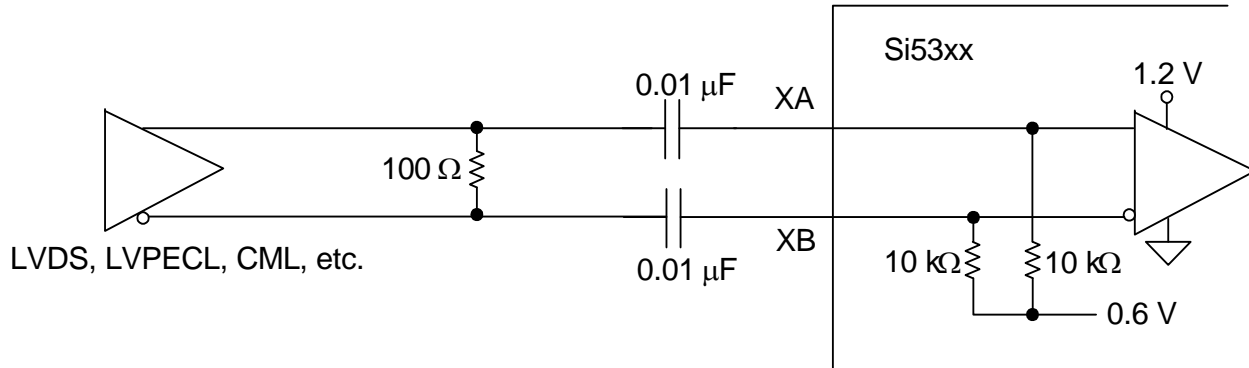 Si53xx
0.01 μF
XA
1.2 V
100 Ω
XB
LVDS, LVPECL, CML, etc.
0.01 μF
10 kΩ
10 kΩ
0.6 V